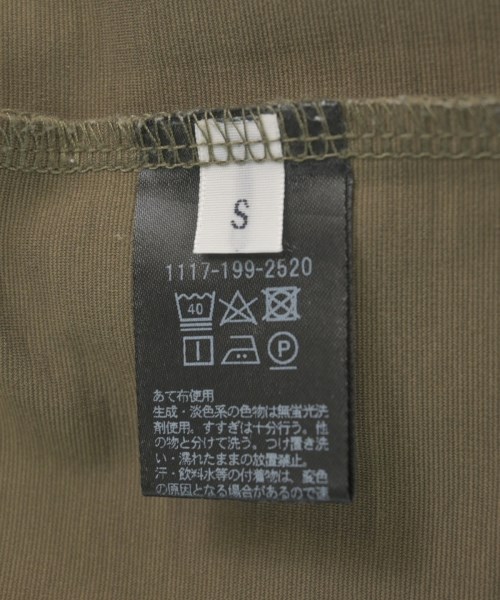 S
1117-199-2520
40
P
あて布使用
生成・淡色系の色物は無蛍光洗
剤使用。すすぎは十分行う。他
の物と分けて洗う。つけ置き洗
い・濡れたままの放置禁止。
汗・飲料水等の付着物は、変色
の原因となる場合があるので速